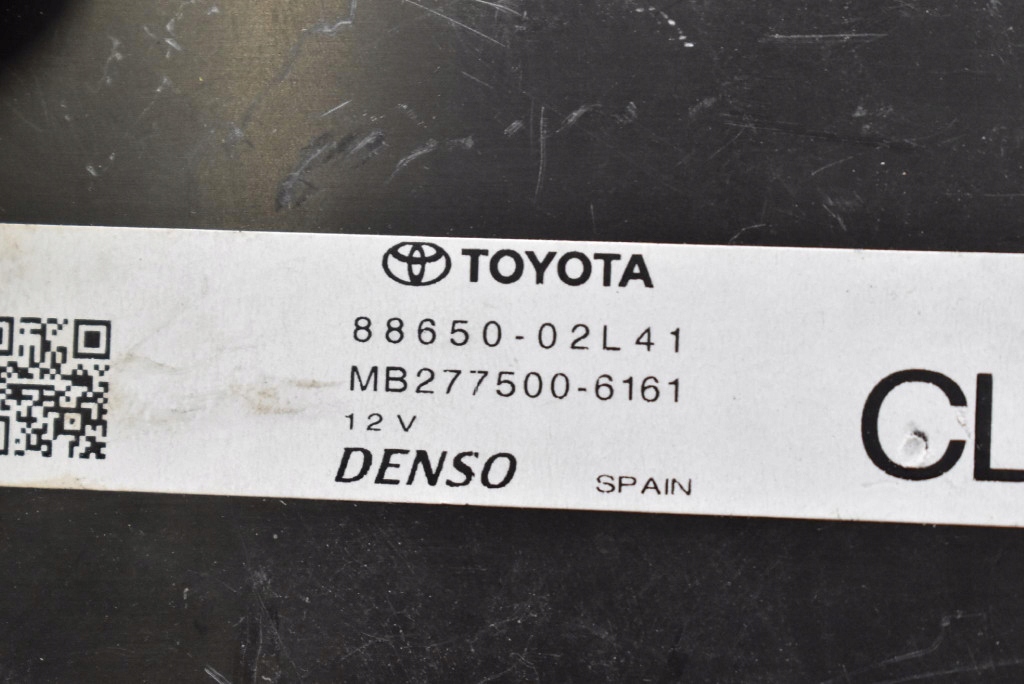 TOYOTA
88650-02L41
MB277500-6161
12V
DENSO SPAIN
CL